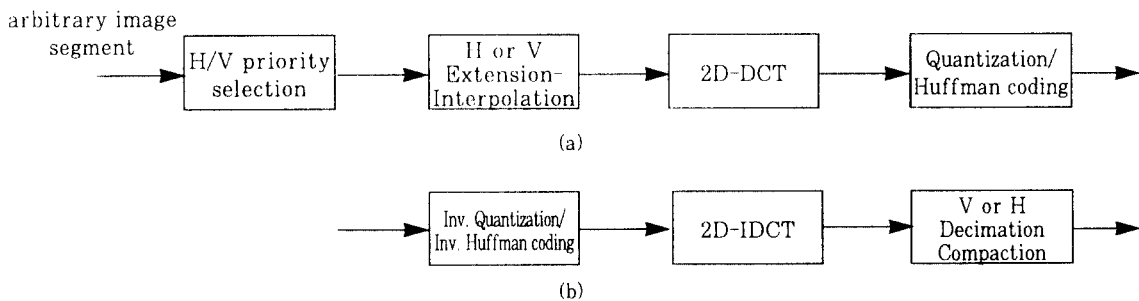 arbitrary image
segment
H/V priority
selection
H or V
Extension-
Interpolation
2D-DCT
Quantization/
Huffman coding
(a)
Inv. Quantization/
Inv. Huffman coding
2D-IDCT
V or H
Decimation
Compaction
(b)